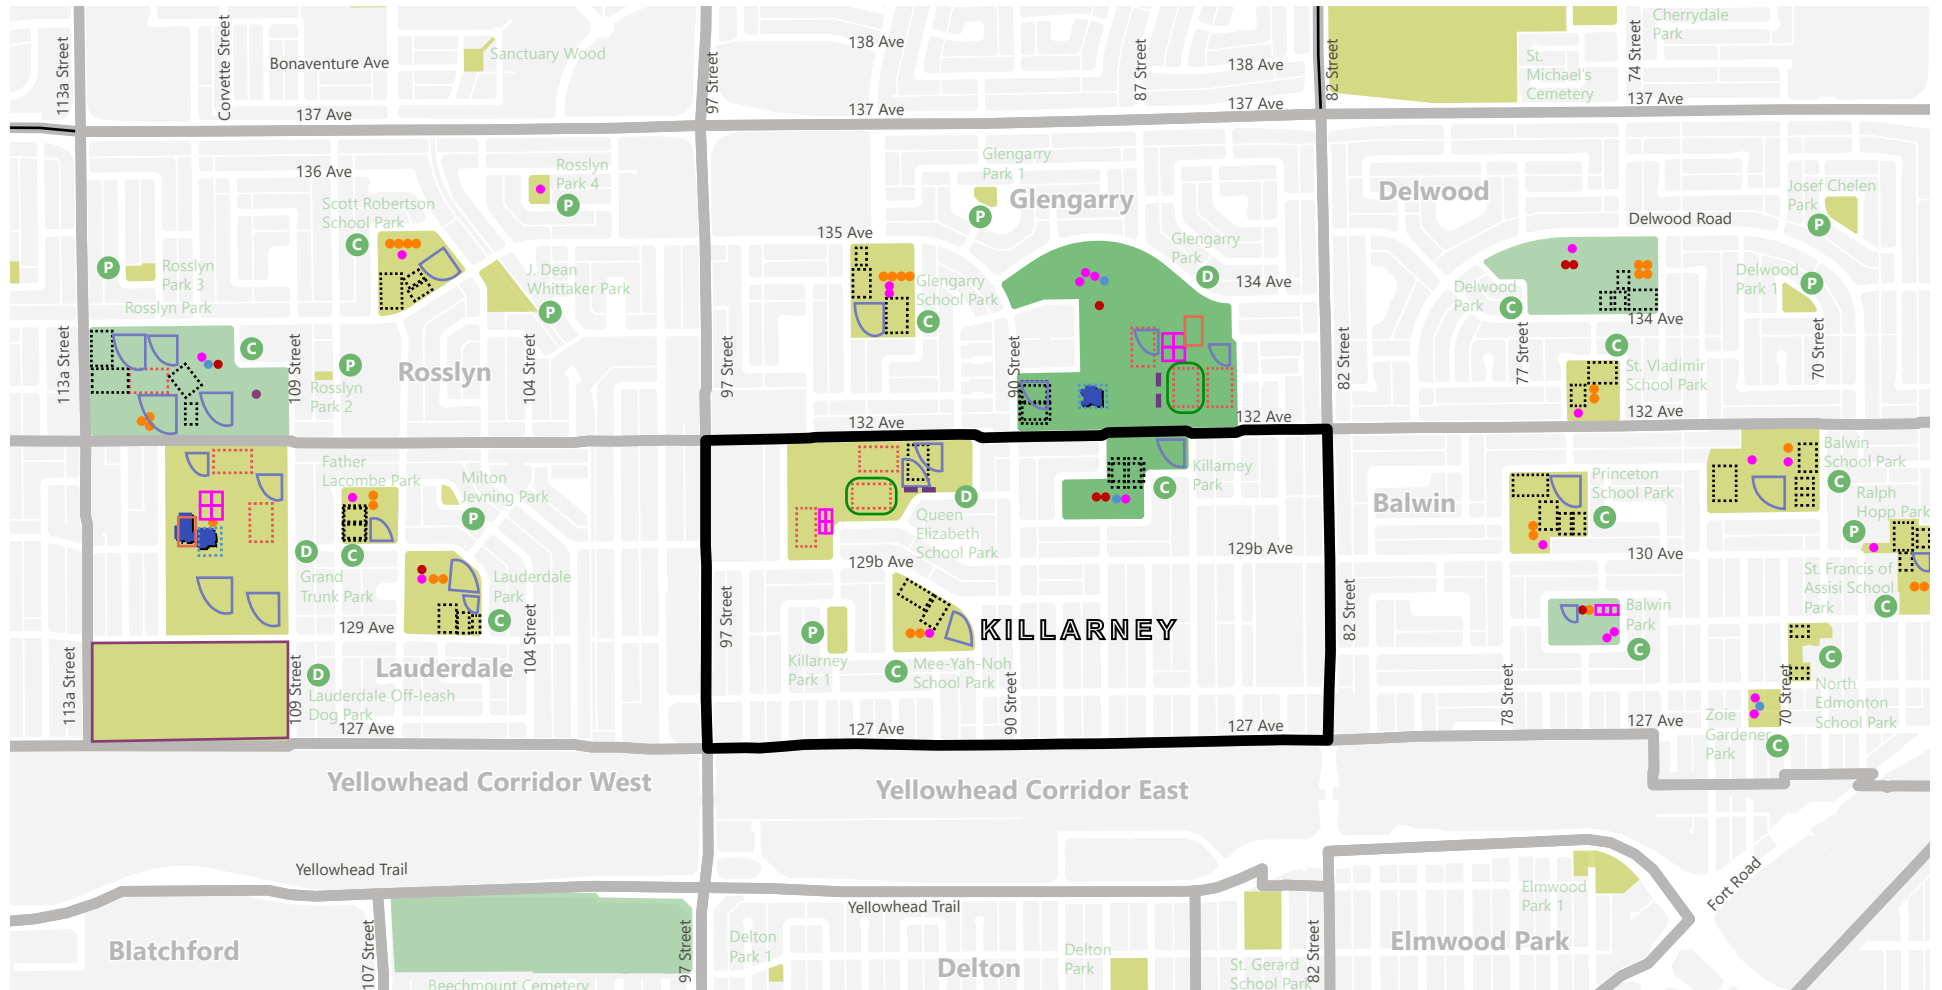 113a Street
Corvette Street
Bonaventure Ave
Sanctuary Wood
137 Ave
97 Street
138 Ave
137 Ave
87 Street
138 Ave
137 Ave
82 Street
St.
Michael's
Cemetery
Cherrydale
Park
74 Street
137 Ave
136 Ave
Rosslyn
Park 4
P
Scott Robertson
School Park
C
P
Rosslyn
Park 3
J. Dean
Whittaker Park
P
Rosslyn Park
C
113a Street
109 Street
P
Rosslyn
Park 2
Rosslyn
104 Street
97 Street
Glengarry
Park 1
P
Glengarry
135 Ave
Glengarry
School Park
C
Glengarry
Park
D
134 Ave
90 Street
132 Ave
132 Ave
82 Street
Delwood
Delwood Road
Josef Chelen
Park
P
Delwood
Park
C
Delwood
Park 1
P
134 Ave
77 Street
C
St. Vladimir
School Park
132 Ave
70 Street
Father
Lacombe Park
C
Milton
Jevning Park
P
D
Grand
Trunk Park
Lauderdale
Park
C
129 Ave
104 Street
Lauderdale
113a Street
109 Street
D
Lauderdale Off-leash
Dog Park
127 Ave
D
Queen
Elizabeth
School Park
Killarney
Park
C
129b Ave
129b Ave
97 Street
P
Killarney
Park 1
C
Mee-Yah-Noh
School Park
KILLARNEY
90 Street
127 Ave
127 Ave
82 Street
Balwin
Princeton
School Park
C
130 Ave
Balwin
School Park
C
Ralph
Hopp Park
P
St. Francis of
Assisi School
Park
C
Balwin
Park
C
78 Street
127 Ave
C
North
Edmonton
School Park
70 Street
Zoie
Gardener
Park
C
Yellowhead Corridor West
Yellowhead Corridor East
Yellowhead Trail
Yellowhead Trail
Blatchford
107 Street
Beechmount Cemetery
97 Street
Delton
Park 1
Delton
Delton
Park
St. Gerard
School Park
82 Street
Elmwood
Park 1
Elmwood Park
Fort Road